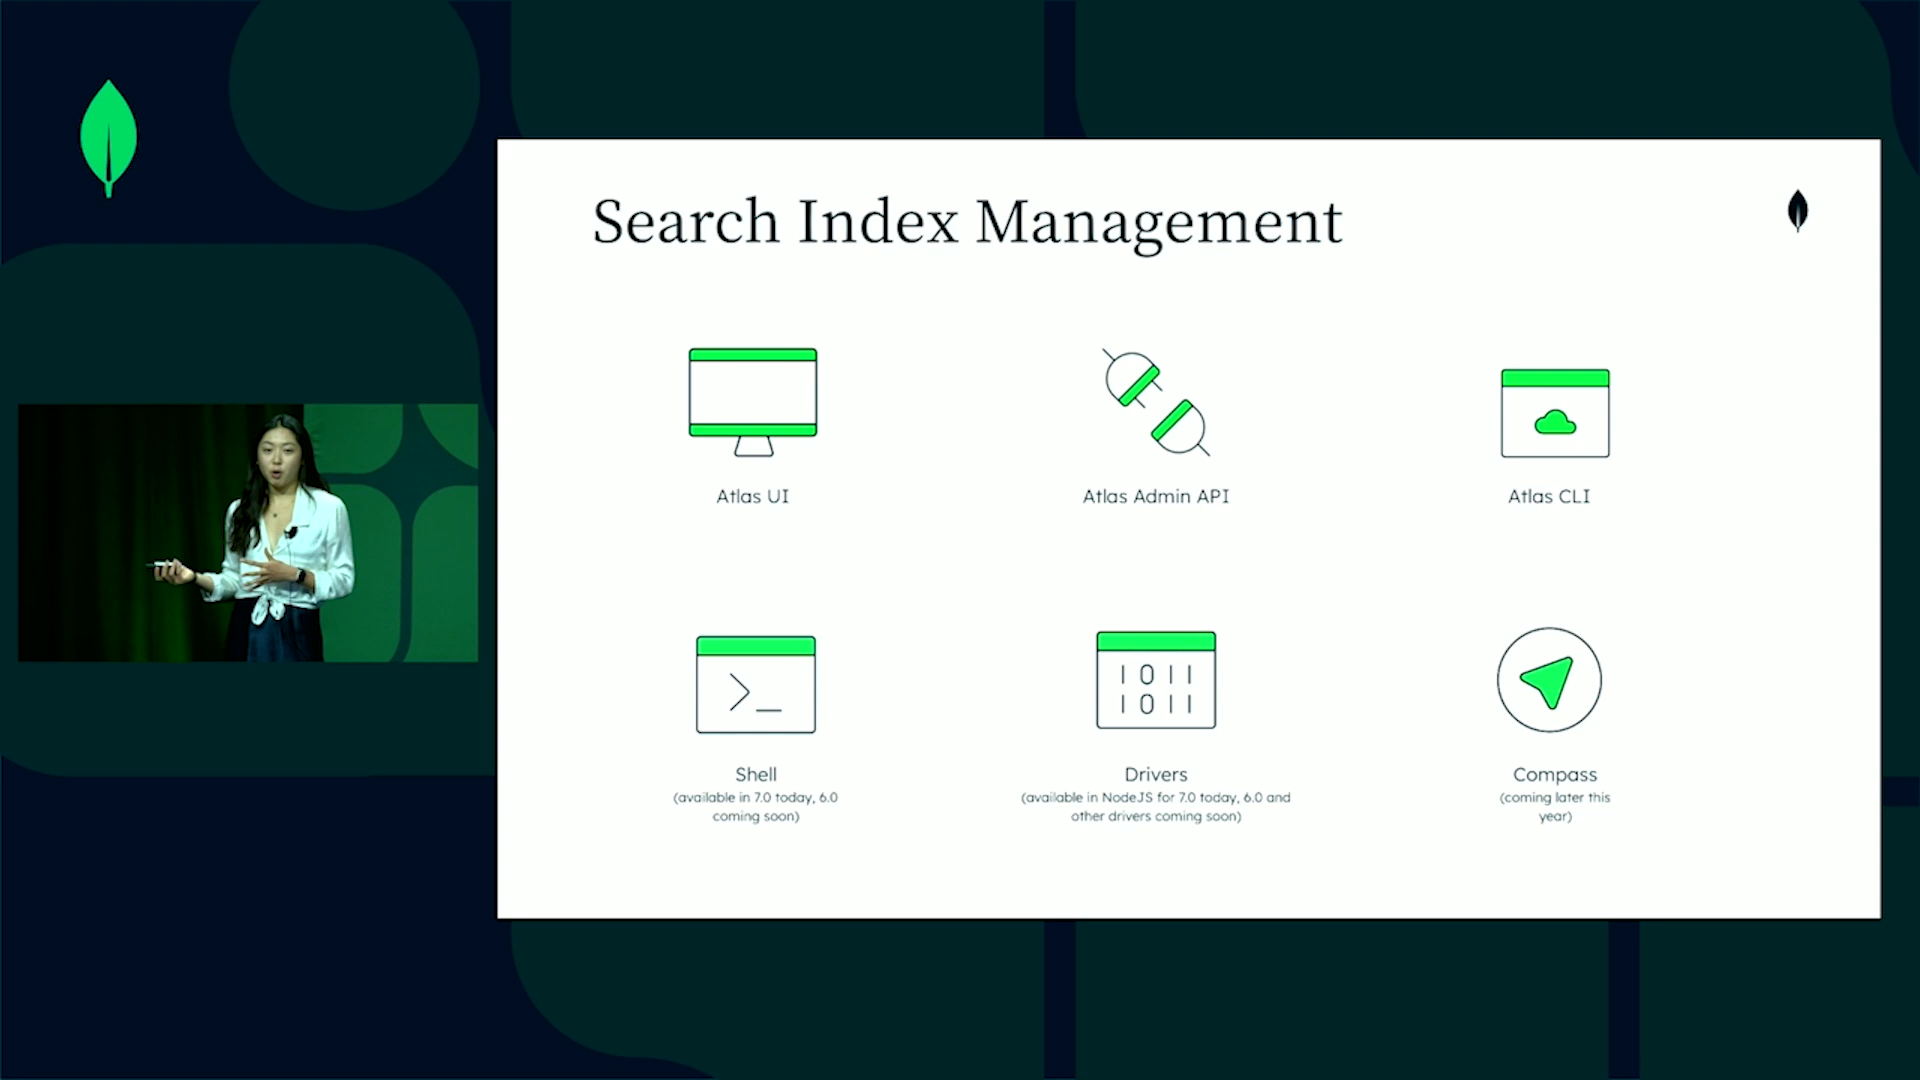 Search Index Management
Atlas UI
Atlas Admin API
Atlas CLI
>_
1011
1011
Shell
(available in 7.0 today, 6.0
coming soon)
Drivers
(available in NodeJS for 7.0 today, 6.0 and
other drivers coming soon)
Compass
(coming later this
year)